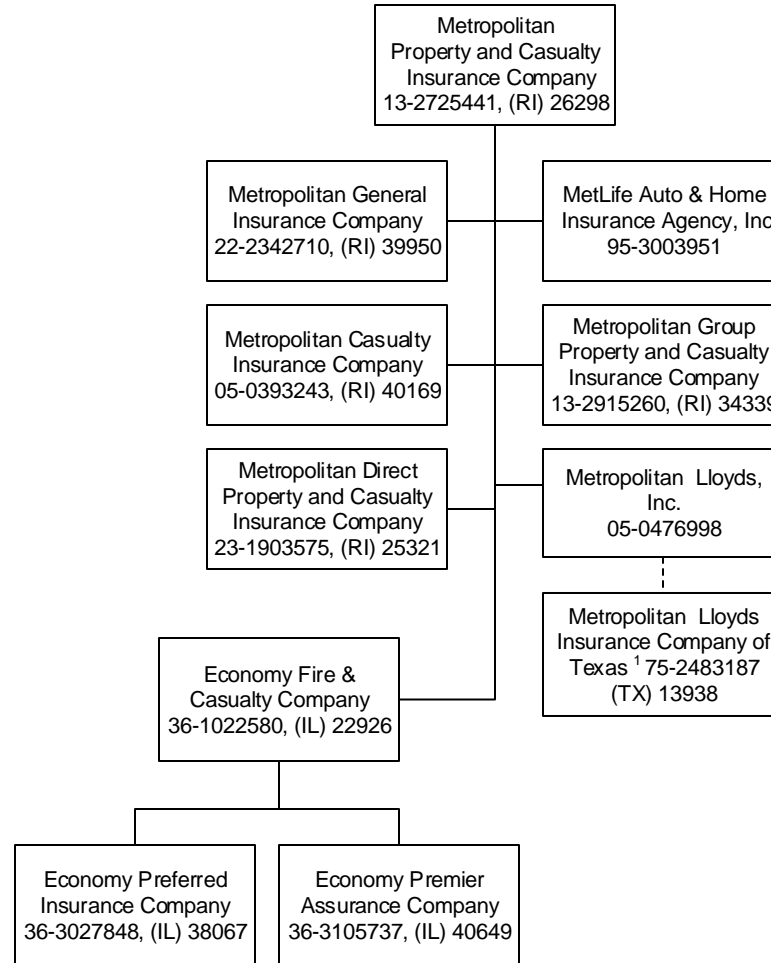 Metropolitan
Property and Casualty
Insurance Company
13-2725441, (RI) 26298
Metropolitan General
Insurance Company
22-2342710, (RI) 39950
MetLife Auto & Home
Insurance Agency, Inc
95-3003951
Metropolitan Casualty
Insurance Company
05-0393243, (RI) 40169
Metropolitan Group
Property and Casualty
Insurance Company
13-2915260, (RI) 34339
Metropolitan Direct
Property and Casualty
Insurance Company
23-1903575, (RI) 25321
Metropolitan Lloyds,
Inc.
05-0476998
Metropolitan Lloyds
Insurance Company of
Texas ¹ 75-2483187
(TX) 13938
Economy Fire &
Casualty Company
36-1022580, (IL) 22926
Economy Preferred
Insurance Company
36-3027848, (IL) 38067
Economy Premier
Assurance Company
36-3105737, (IL) 40649